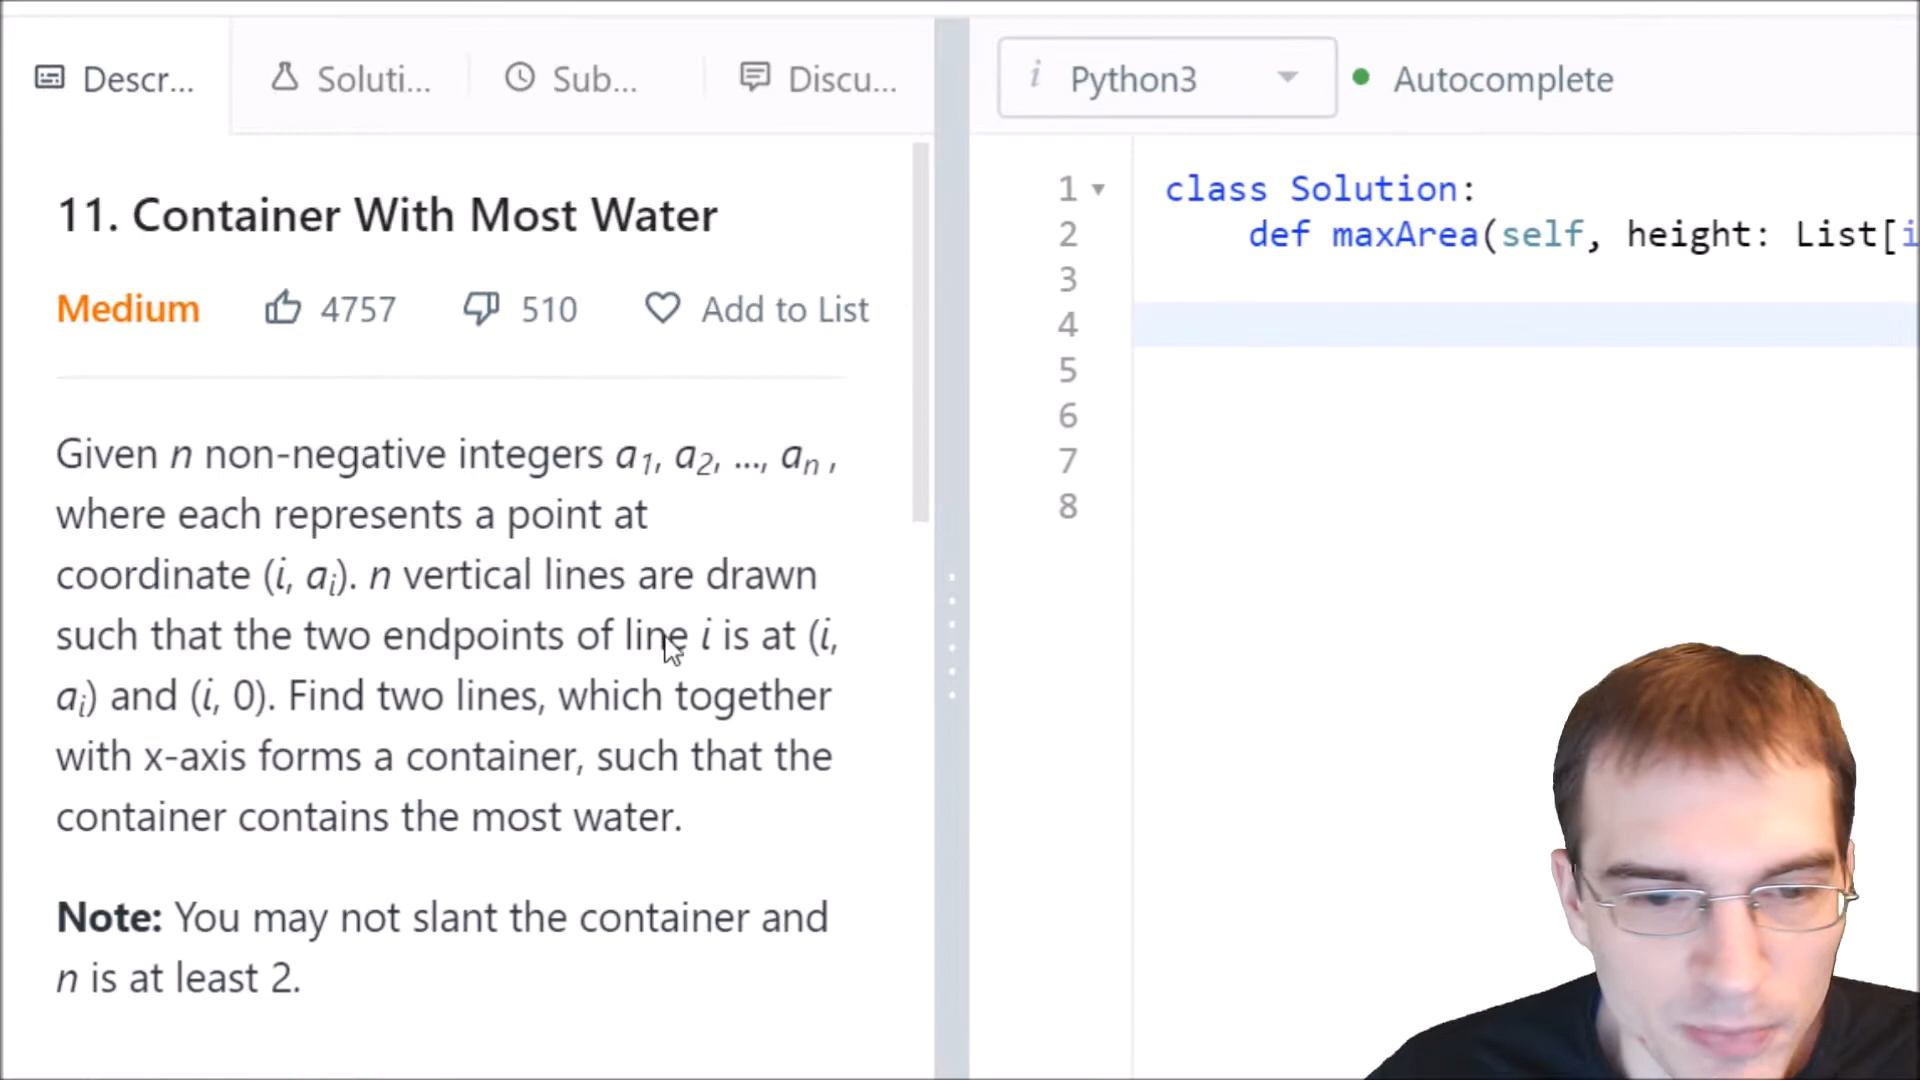 Descr...
Soluti...
Sub...
Discu...
i Python3
Autocomplete
11. Container With Most Water
Medium 4757 510 Add to List
Given n non-negative integers a1, a2, ..., an ,
where each represents a point at
coordinate (i, ai). n vertical lines are drawn
such that the two endpoints of line i is at (i,
ai) and (i, 0). Find two lines, which together
with x-axis forms a container, such that the
container contains the most water.
Note: You may not slant the container and
n is at least 2.
1 class Solution:
2 def maxArea(self, height: List[i
3
4
5
6
7
8